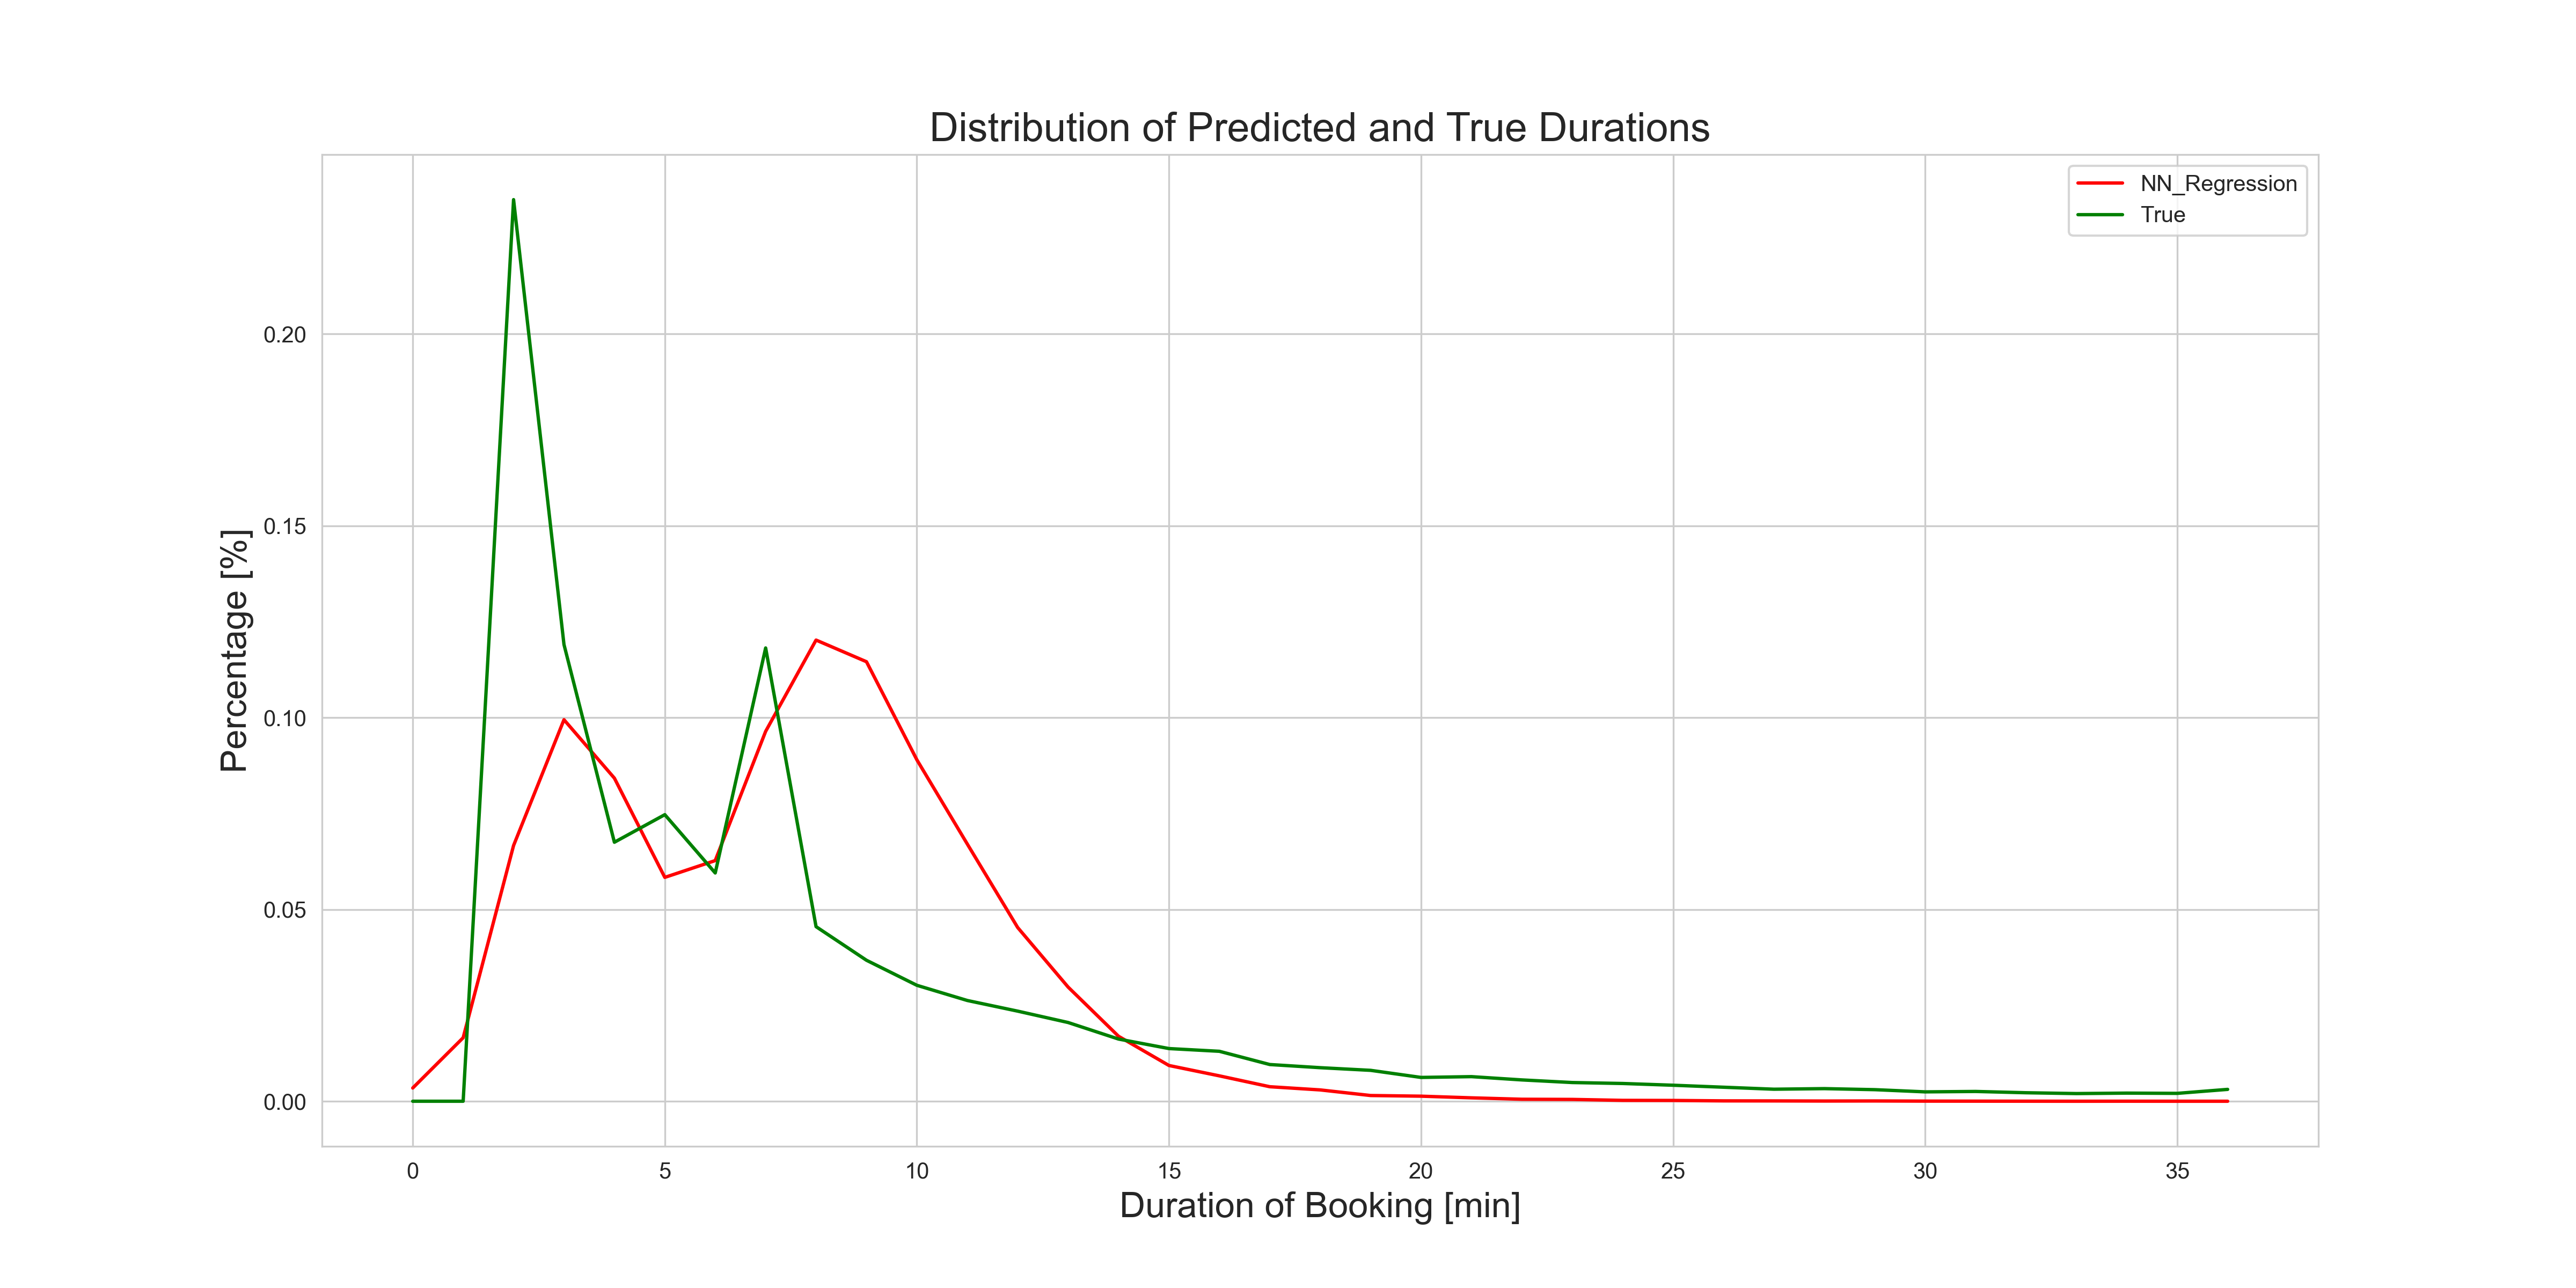 Distribution of Predicted and True Durations
NN_Regression
True
Percentage [%]
0.20
0.15
0.10
0.05
0.00
0 5 10 15 20 25 30 35
Duration of Booking [min]